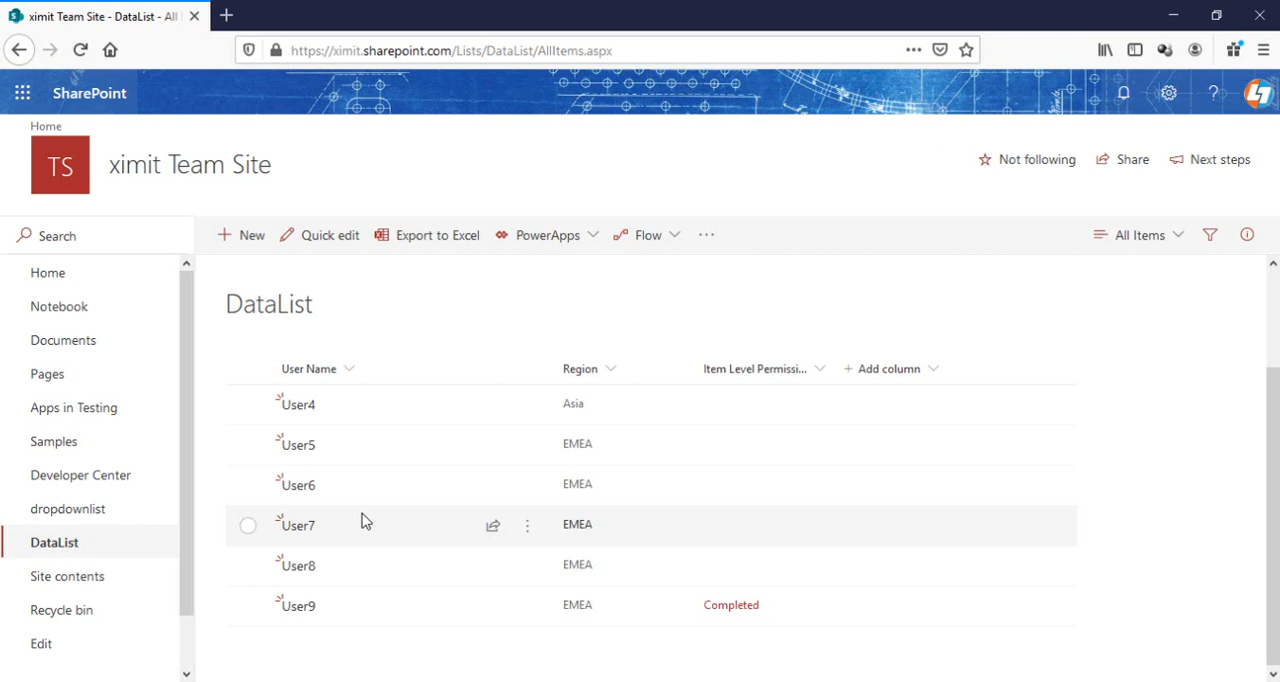 ximit Team Site - DataList - All
https://ximit.sharepoint.com/Lists/DataList/AllItems.aspx
SharePoint
?
Home
TS
ximit Team Site
Not following
Share
Next steps
Search
+ New
Quick edit
Export to Excel
PowerApps
Flow
...
All Items
Home
Notebook
Documents
Pages
Apps in Testing
Samples
Developer Center
dropdownlist
DataList
Site contents
Recycle bin
Edit
DataList
User Name
Region
Item Level Permissi...
+ Add column
User4
Asia
User5
EMEA
User6
EMEA
User7
EMEA
User8
EMEA
User9
EMEA
Completed